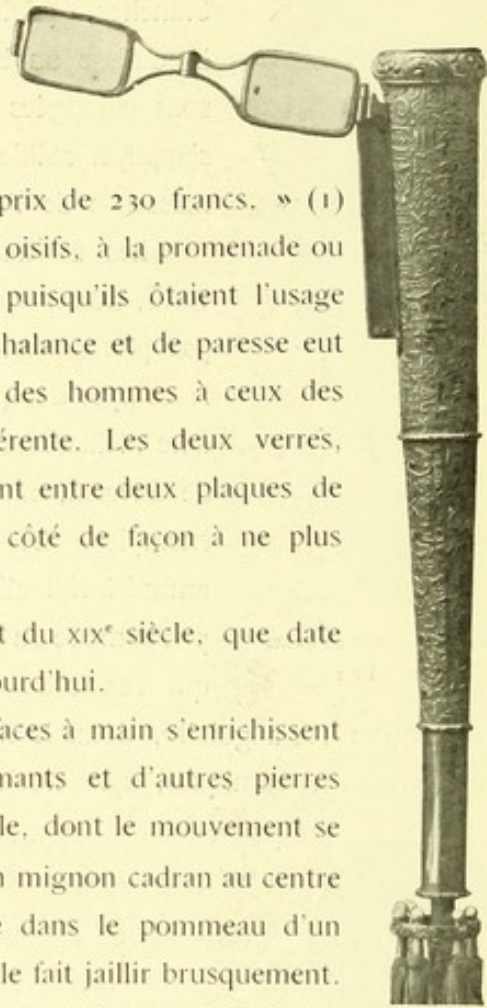 prix de 230 francs. » (1)
oisifs, à la promenade ou
puisqu'ils ôtaient l'usage
halance et de paresse eut
des hommes à ceux des
érente. Les deux verres,
nt entre deux plaques de
côté de façon à ne plus
t du XIXᵉ siècle, que date
ourd'hui.
faces à main s'enrichissent
mants et d'autres pierres
le, dont le mouvement se
n mignon cadran au centre
e dans le pommeau d'un
le fait jaillir brusquement.